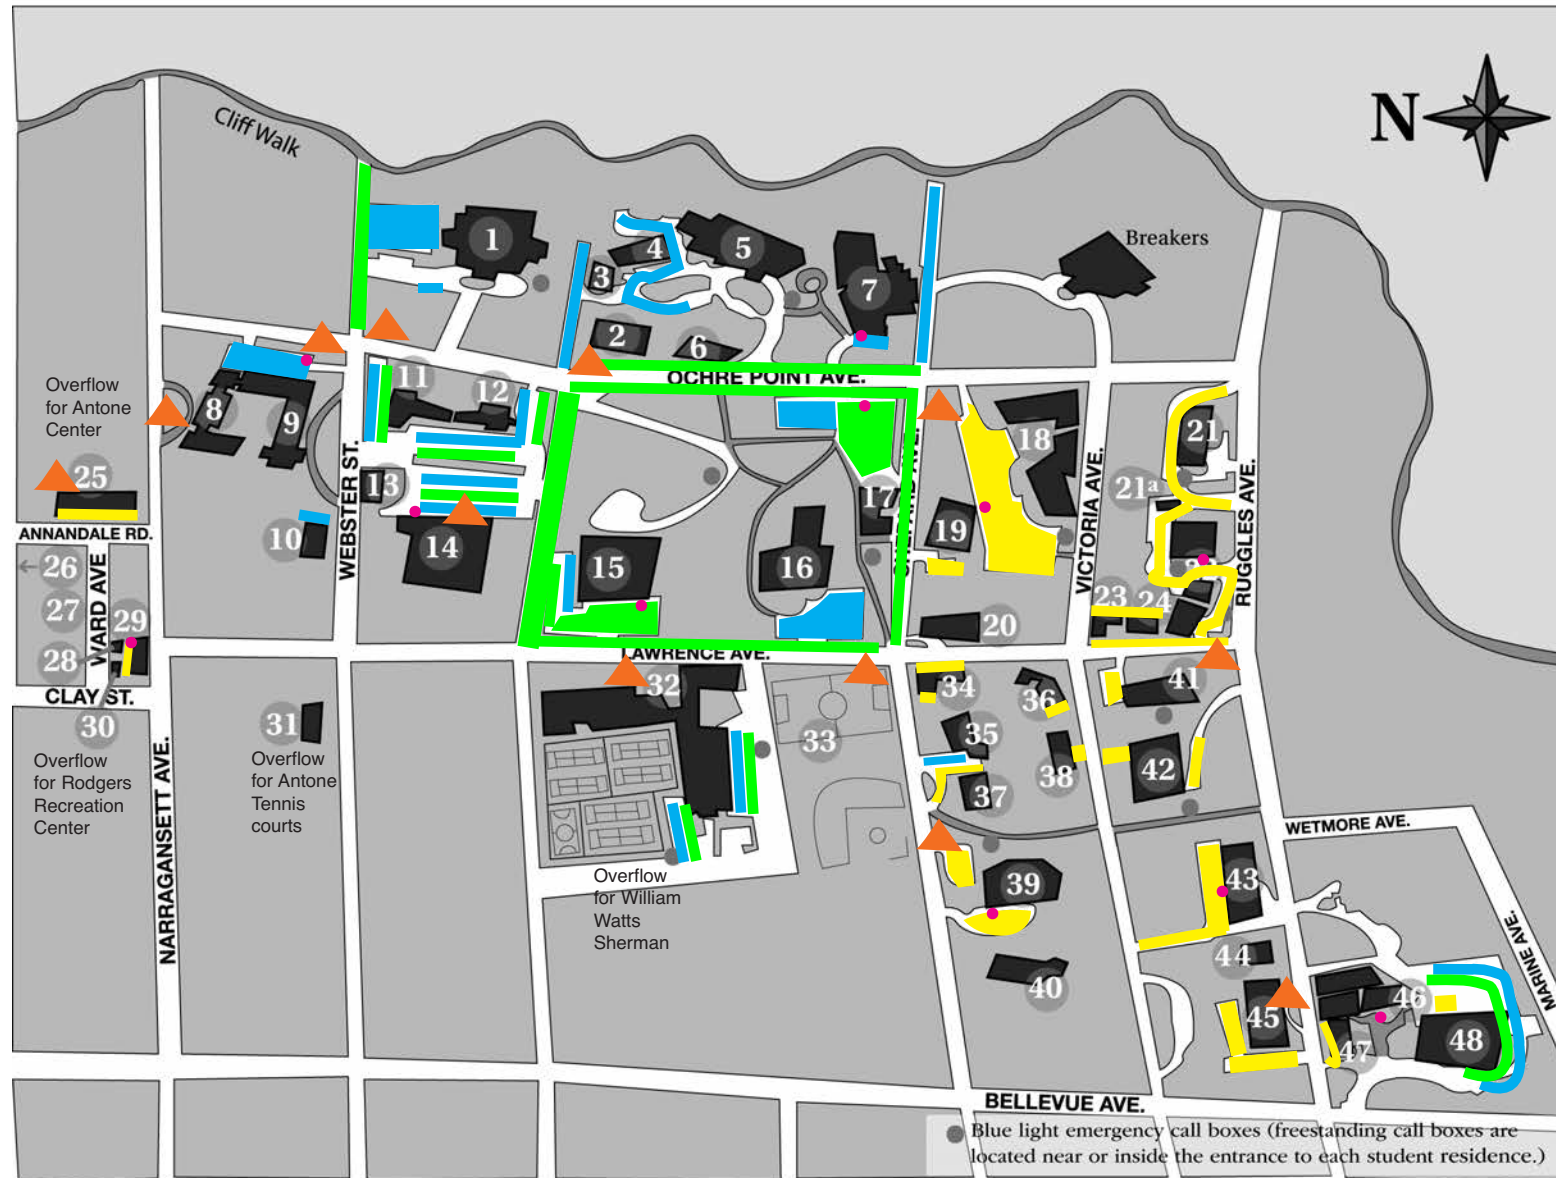 N
Cliff Walk
1
5
4
3
7
Breakers
2
6
OCHRE POINT AVE.
Overflow
for Antone
Center
8
9
11
12
18
21
WEBSTER ST.
SHEPARD AVE.
VICTORIA AVE.
RUGGLES AVE.
25
13
17
21a
19
ANNANDALE RD.
10
14
15
16
26
27
WARD AVE
29
28
23
24
20
LAWRENCE AVE.
CLAY ST.
30
31
32
33
34
36
41
35
38
42
37
Overflow
for Rodgers
Recreation
Center
Overflow
for Antone
Tennis
courts
NARRAGANSETT AVE.
WETMORE AVE.
Overflow
for William
Watts
Sherman
39
43
MARINE AVE.
44
40
46
45
47
48
BELLEVUE AVE.
Blue light emergency call boxes (freestanding call boxes are
located near or inside the entrance to each student residence.)